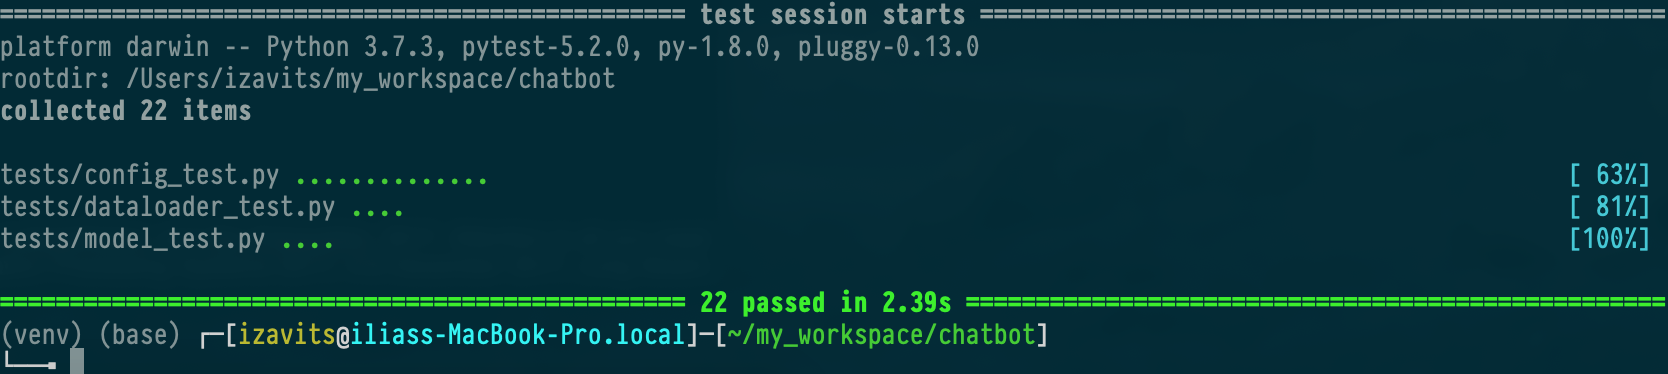 ================================================= test session starts =================================================
platform darwin -- Python 3.7.3, pytest-5.2.0, py-1.8.0, pluggy-0.13.0
rootdir: /Users/izavits/my_workspace/chatbot
collected 22 items
tests/config_test.py .............. [ 63%]
tests/dataloader_test.py .... [ 81%]
tests/model_test.py .... [100%]
================================================= 22 passed in 2.39s ==================================================
(venv) (base) ┌─[izavits@iliass-MacBook-Pro.local]─[~/my_workspace/chatbot]
└──╼